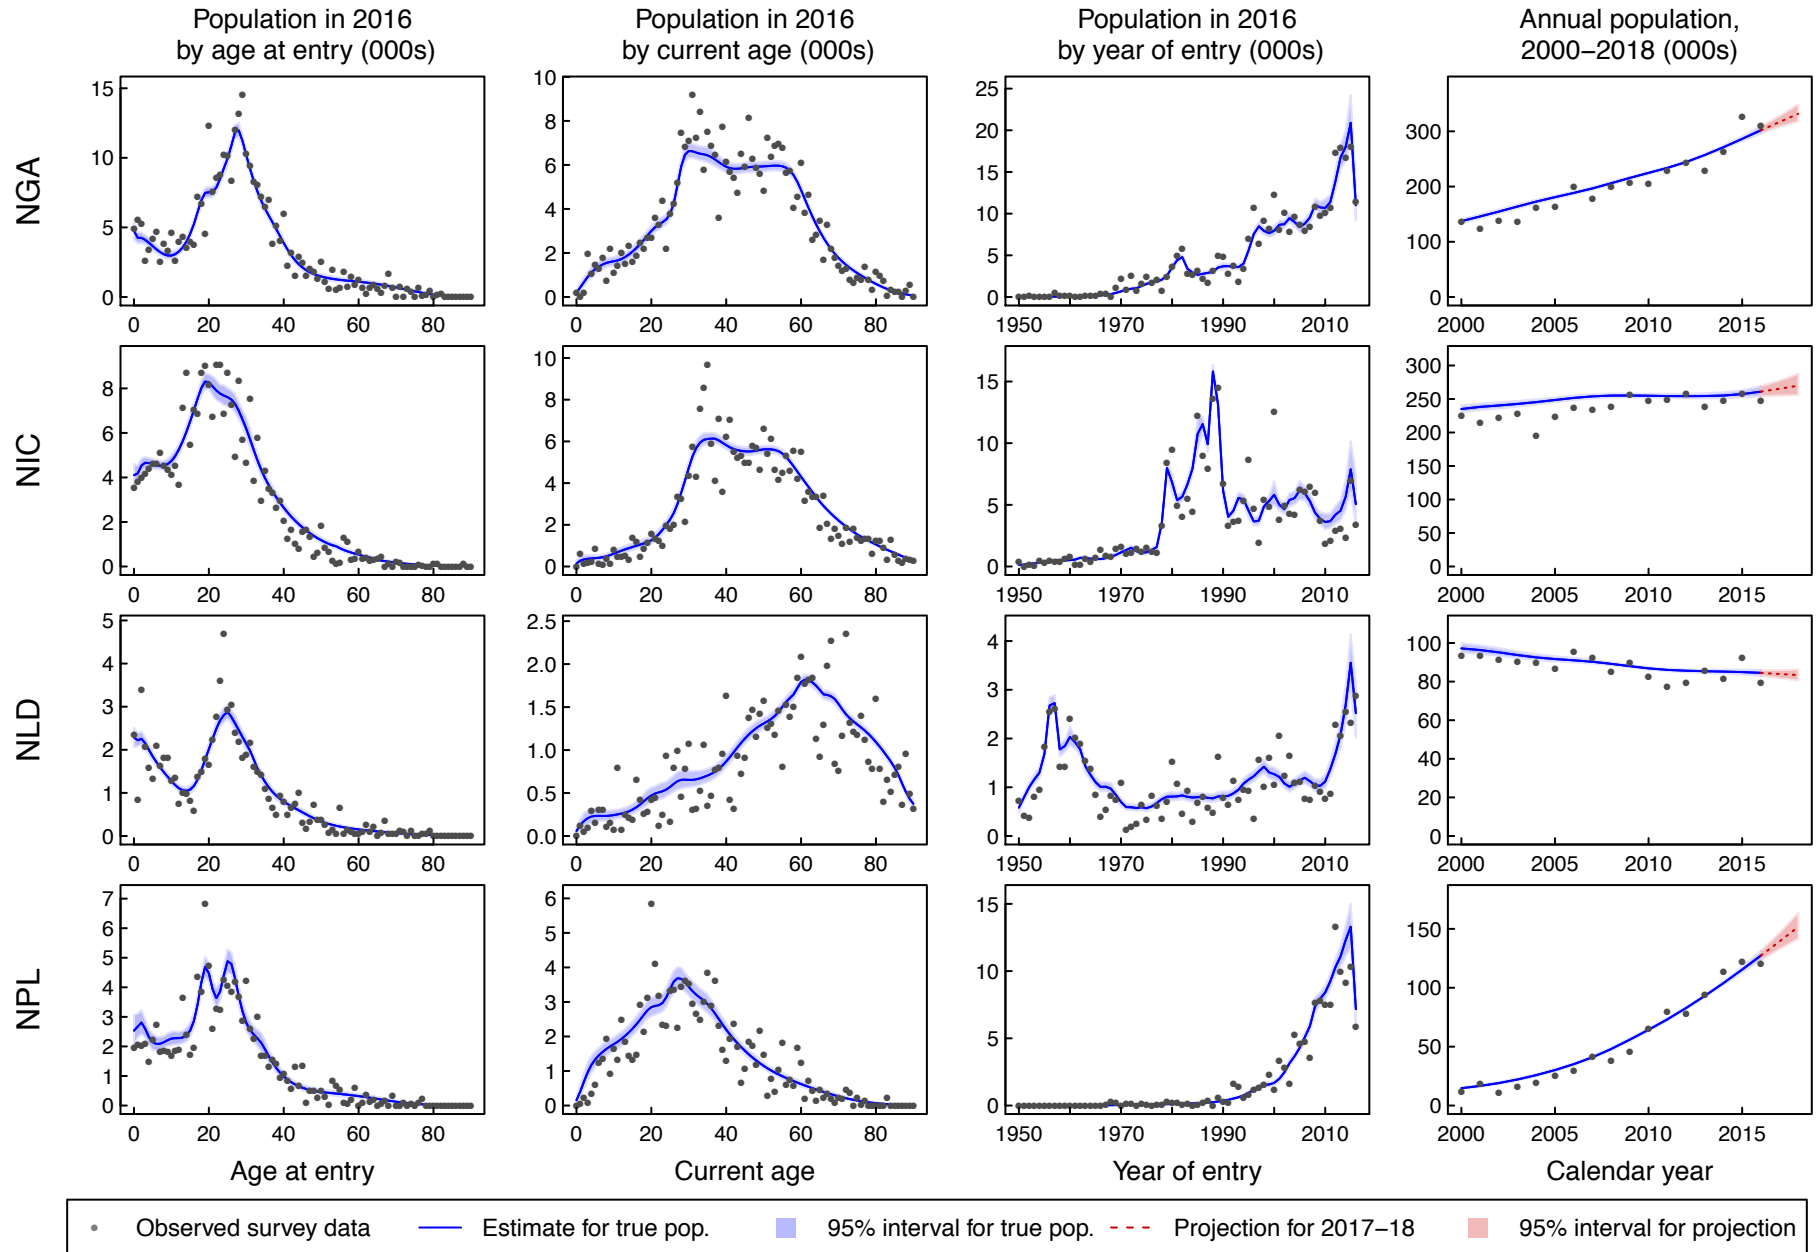 Population in 2016
by age at entry (000s)
Population in 2016
by current age (000s)
Population in 2016
by year of entry (000s)
Annual population,
2000−2018 (000s)
NGA
0 5 10 15
0 20 40 60 80
0 2 4 6 8 10
0 20 40 60 80
0 5 10 15 20 25
1950 1970 1990 2010
0 100 200 300
2000 2005 2010 2015
NIC
0 2 4 6 8
0 20 40 60 80
0 2 4 6 8 10
0 20 40 60 80
0 5 10 15
1950 1970 1990 2010
0 50 100 150 200 250 300
2000 2005 2010 2015
NLD
0 1 2 3 4 5
0 20 40 60 80
0.0 0.5 1.0 1.5 2.0 2.5
0 20 40 60 80
0 1 2 3 4
1950 1970 1990 2010
0 20 40 60 80 100
2000 2005 2010 2015
NPL
0 1 2 3 4 5 6 7
0 20 40 60 80
0 1 2 3 4 5 6
0 20 40 60 80
0 5 10 15
1950 1970 1990 2010
0 50 100 150
2000 2005 2010 2015
Age at entry
Current age
Year of entry
Calendar year
Observed survey data
Estimate for true pop.
95% interval for true pop.
Projection for 2017−18
95% interval for projection